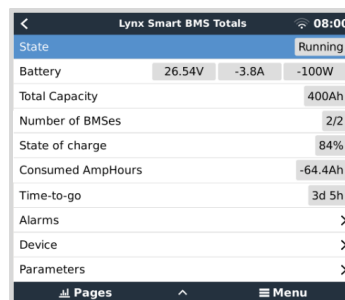 Lynx Smart BMS Totals 08:00
State Running
Battery 26.54V -3.8A -100W
Total Capacity 400Ah
Number of BMSes 2/2
State of charge 84%
Consumed AmpHours -64.4Ah
Time-to-go 3d 5h
Alarms
Device
Parameters
Pages Menu